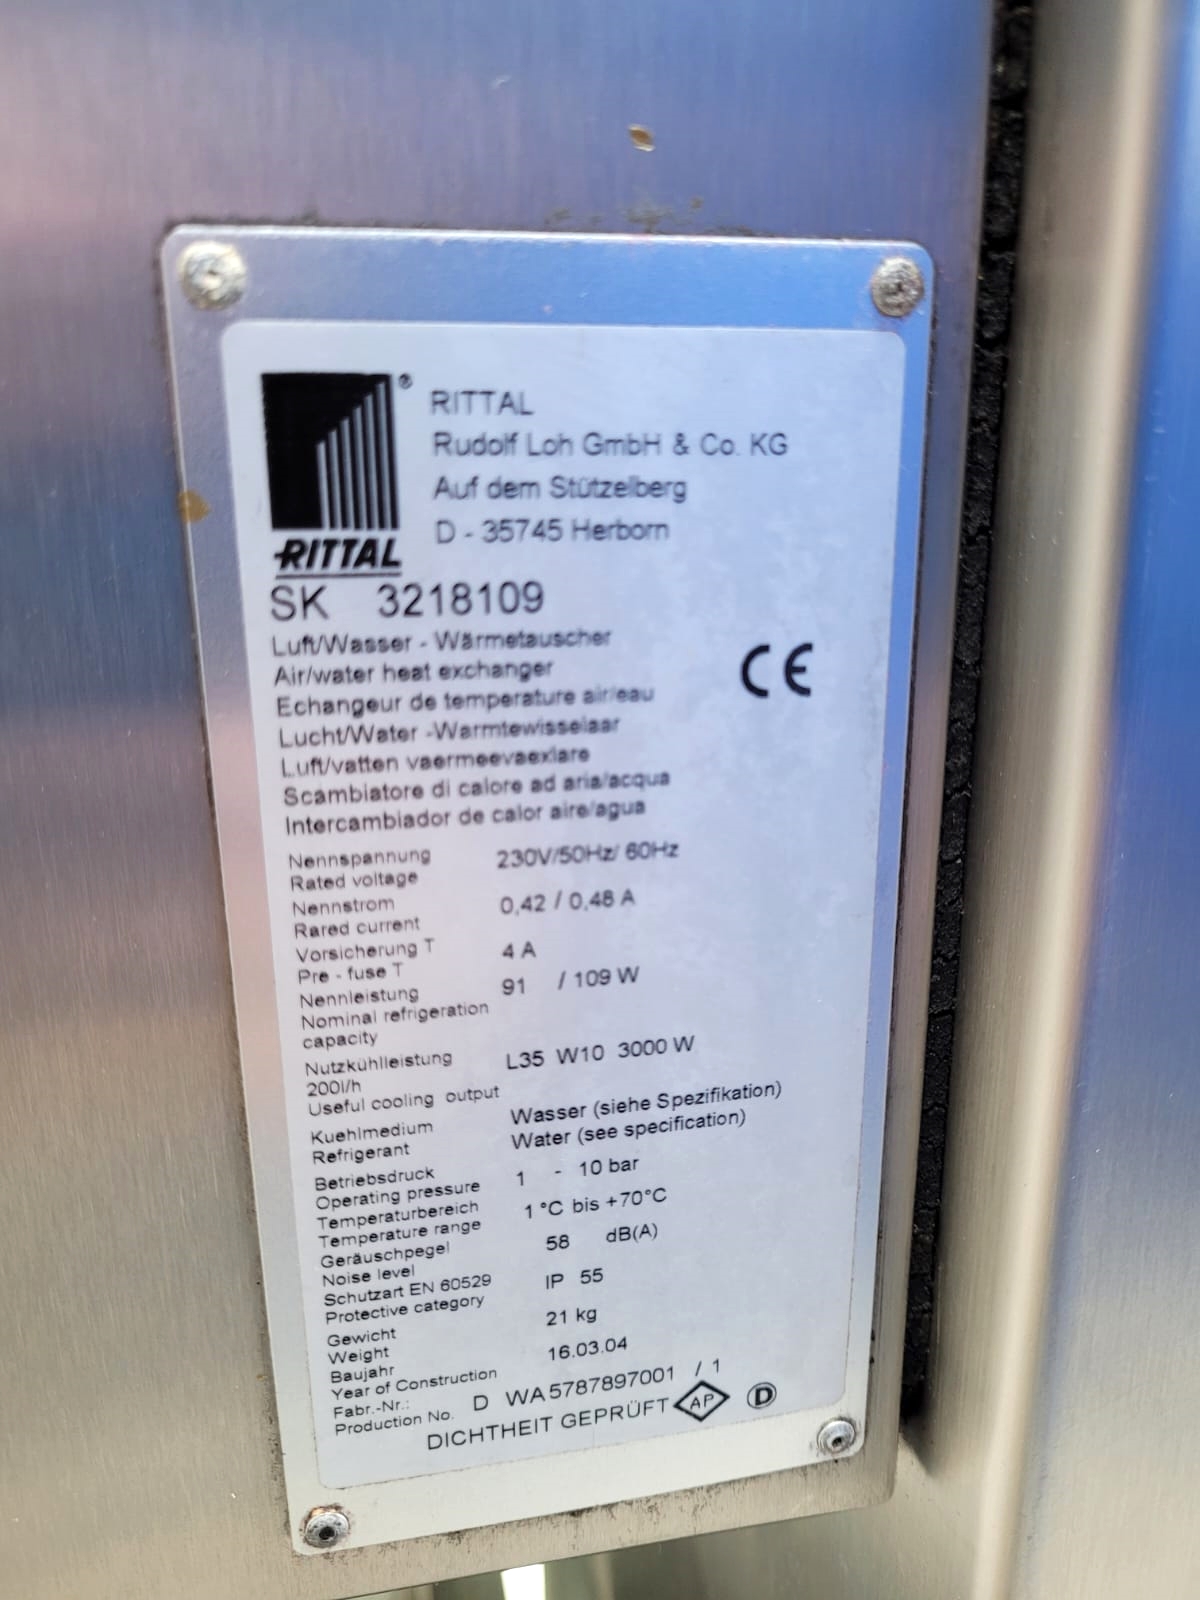 RITTAL
Rudolf Loh GmbH & Co. KG
Auf dem Stützelberg
D - 35745 Herborn
®
RITTAL
SK 3218109
Luft/Wasser - Wärmetauscher
Air/water heat exchanger
Echangeur de temperature air/eau
Lucht/Water -Warmtewisselaar
Luft/vatten vaermeevaexlare
Scambiatore di calore ad aria/acqua
Intercambiador de calor aire/agua
CE
Nennspannung 230V/50Hz/ 60Hz
Rated voltage
Nennstrom 0,42 / 0,48 A
Rared current
Vorsicherung T 4 A
Pre - fuse T
Nennleistung 91 / 109 W
Nominal refrigeration
capacity
Nutzkühlleistung L35 W10 3000 W
200l/h
Useful cooling output
Kuehlmedium Wasser (siehe Spezifikation)
Refrigerant Water (see specification)
Betriebsdruck 1 - 10 bar
Operating pressure
Temperaturbereich 1 °C bis +70°C
Temperature range
Geräuschpegel 58 dB(A)
Noise level
Schutzart EN 60529 IP 55
Protective category
Gewicht 21 kg
Weight
Baujahr 16.03.04
Year of Construction
Fabr.-Nr.: D WA5787897001 / 1
Production No.
DICHTHEIT GEPRÜFT AP D